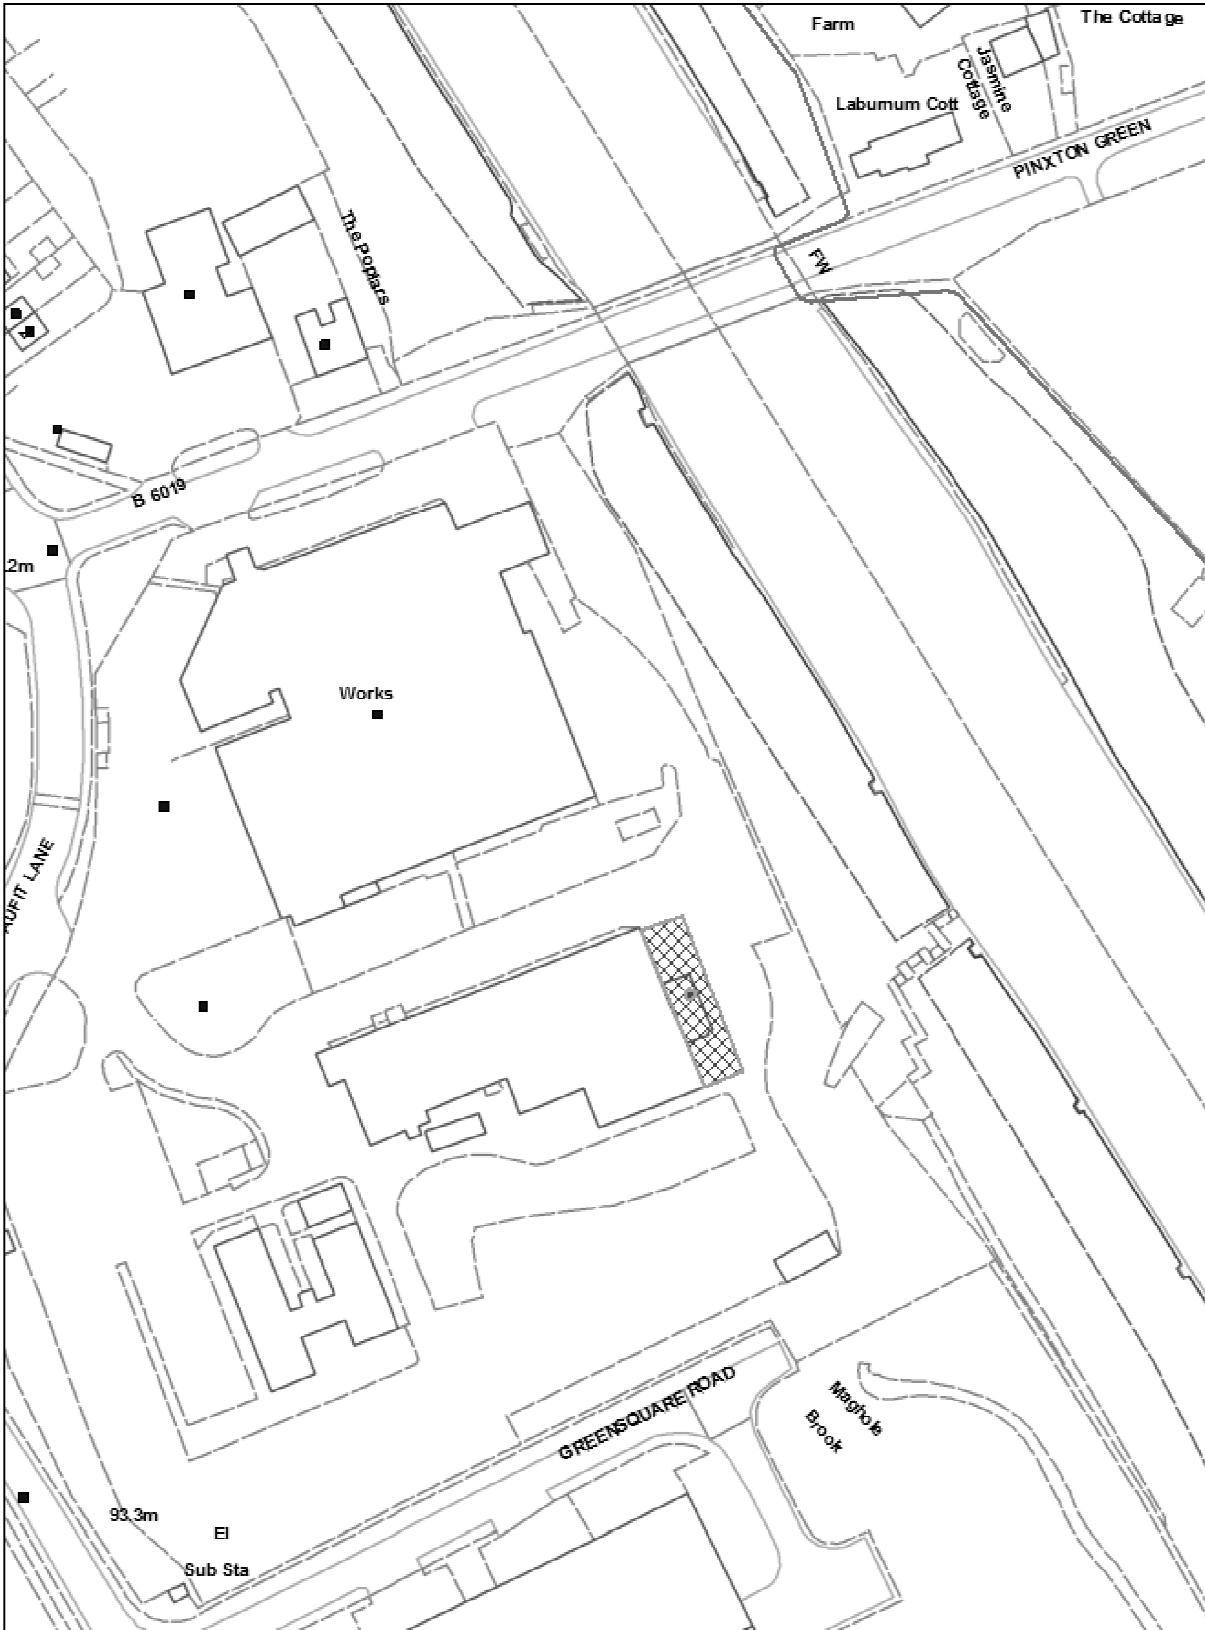 Farm
The Cottage
Jasmine
Cottage
Laburnum Cott
PINXTON GREEN
The Poplars
FW
B 6019
.2m
Works
AUFIT LANE
GREENSQUARE ROAD
Maghole
Brook
93.3m
El
Sub Sta